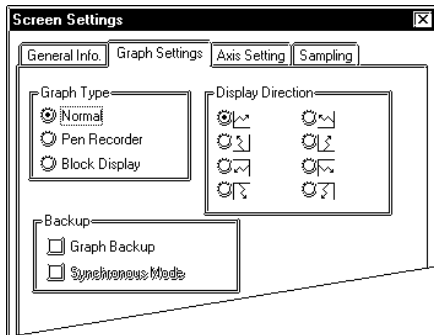 Screen Settings
General Info. Graph Settings Axis Setting Sampling
Graph Type
Normal
Pen Recorder
Block Display
Display Direction
Backup
Graph Backup
Synchronous Mode